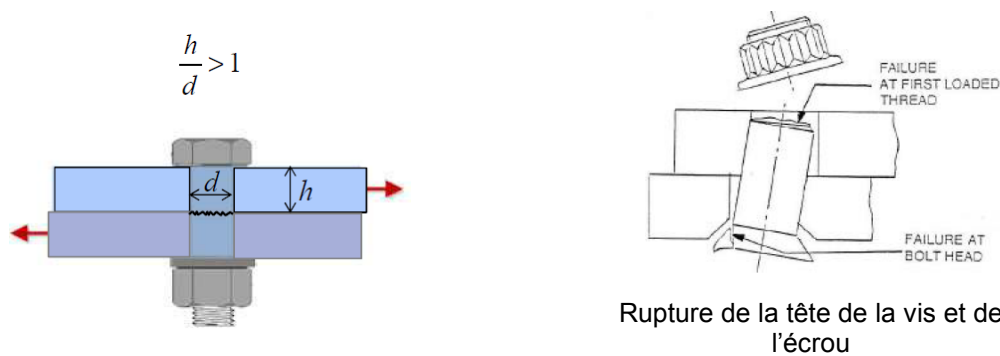 h/d > 1
d
h
FAILURE
AT FIRST LOADED
THREAD
FAILURE AT
BOLT HEAD
Rupture de la tête de la vis et de
l'écrou